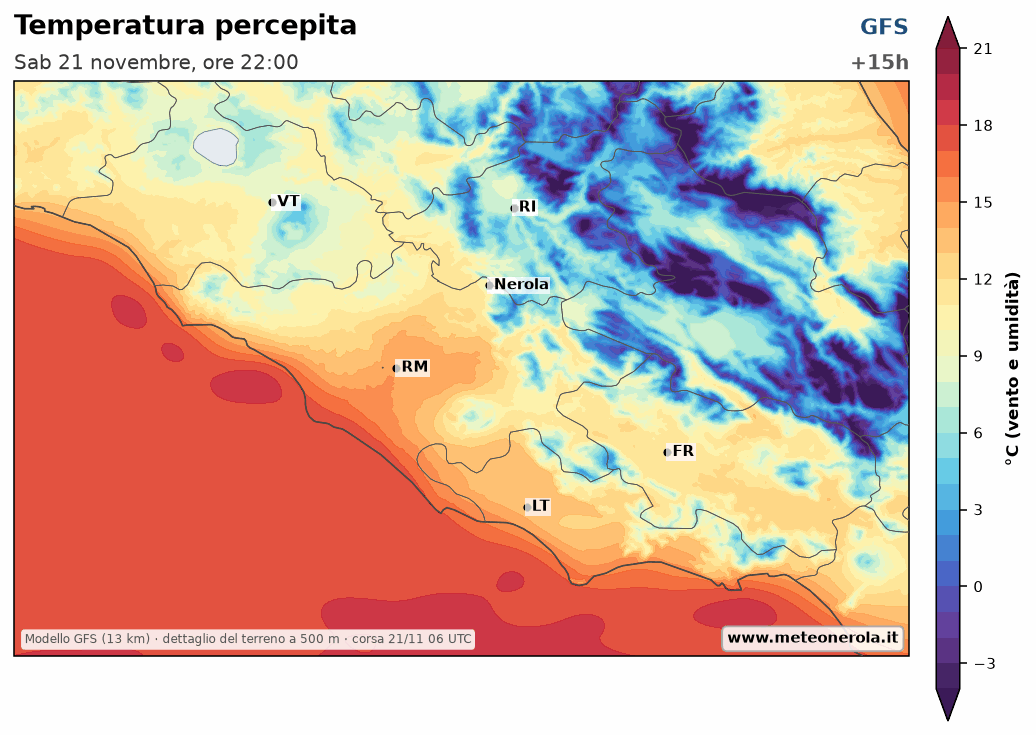 Temperatura percepita
GFS
Sab 21 novembre, ore 22:00
+15h
VT
RI
Nerola
RM
FR
LT
Modello GFS (13 km) · dettaglio del terreno a 500 m · corsa 21/11 06 UTC
www.meteonerola.it
21
18
15
12
9
6
3
0
−3
°C (vento e umidità)